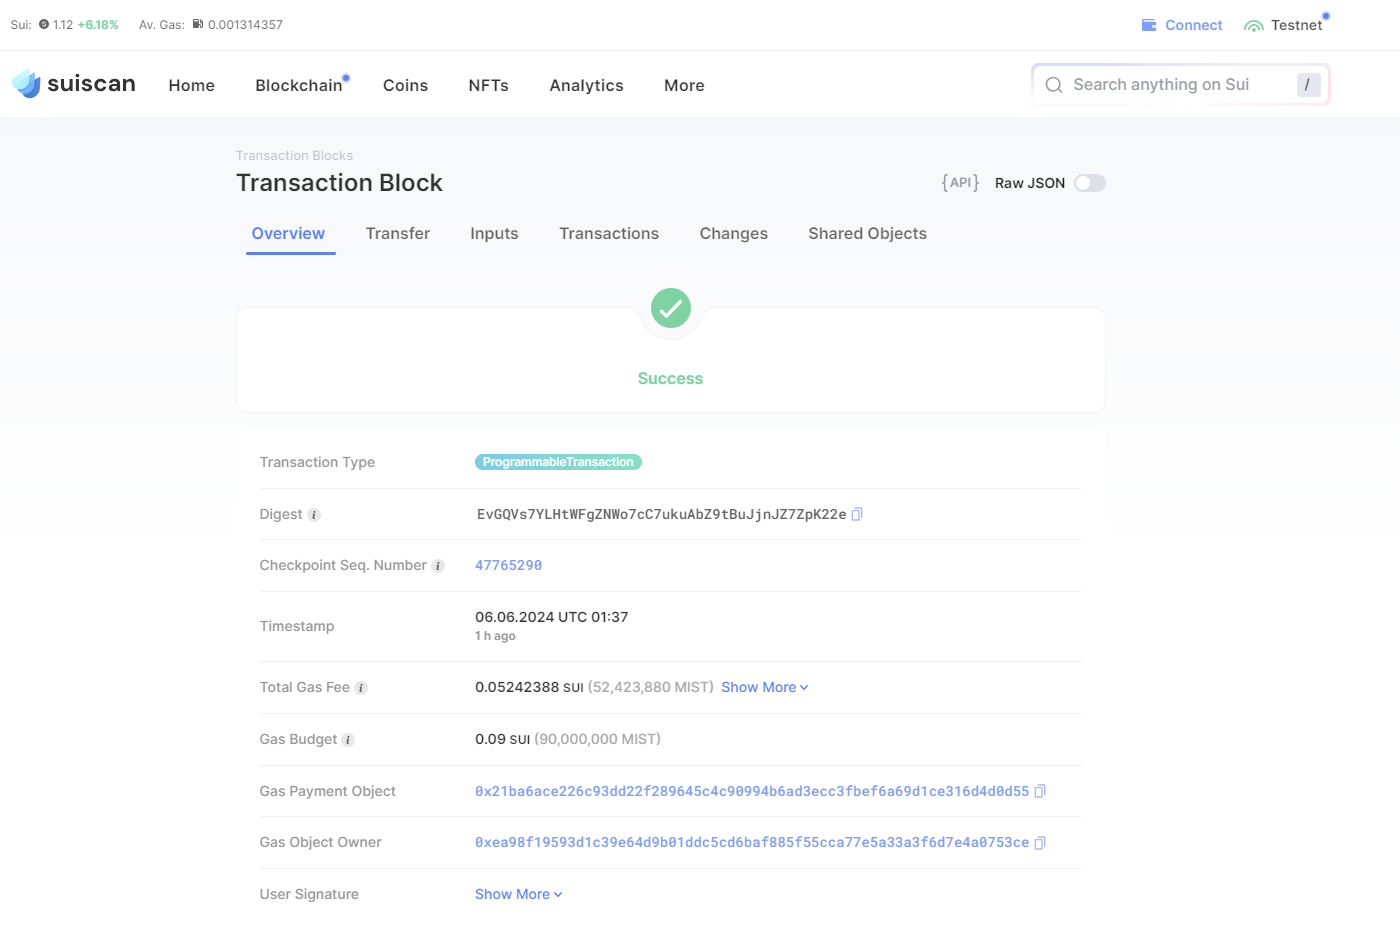 Sui: 1.12 +6.18% Av. Gas: 0.001314357 Connect Testnet
suiscan Home Blockchain Coins NFTs Analytics More Search anything on Sui /
Transaction Blocks
Transaction Block {API} Raw JSON
Overview Transfer Inputs Transactions Changes Shared Objects
Success
Transaction Type ProgrammableTransaction
Digest i EvGQVs7YLHtWFgZNWo7cC7ukuAbZ9tBuJjnJZ7ZpK22e
Checkpoint Seq. Number i 47765290
Timestamp 06.06.2024 UTC 01:37
1 h ago
Total Gas Fee i 0.05242388 SUI (52,423,880 MIST) Show More
Gas Budget i 0.09 SUI (90,000,000 MIST)
Gas Payment Object 0x21ba6ace226c93dd22f289645c4c90994b6ad3ecc3fbef6a69d1ce316d4d0d55
Gas Object Owner 0xea98f19593d1c39e64d9b01ddc5cd6baf885f55cca77e5a33a3f6d7e4a0753ce
User Signature Show More